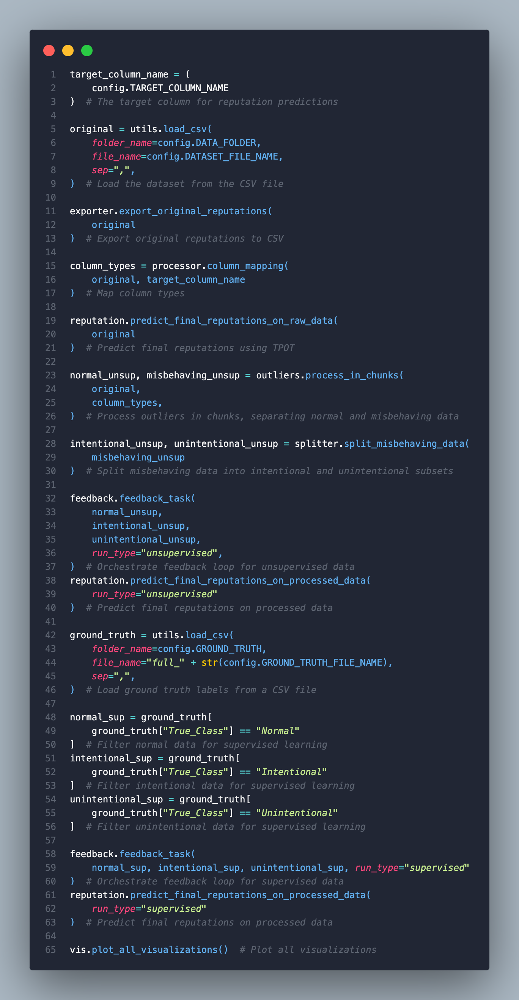 1 target_column_name = (
2     config.TARGET_COLUMN_NAME
3 )  # The target column for reputation predictions
4
5 original = utils.load_csv(
6     folder_name=config.DATA_FOLDER,
7     file_name=config.DATASET_FILE_NAME,
8     sep=",",
9 )  # Load the dataset from the CSV file
10
11 exporter.export_original_reputations(
12     original
13 )  # Export original reputations to CSV
14
15 column_types = processor.column_mapping(
16     original, target_column_name
17 )  # Map column types
18
19 reputation.predict_final_reputations_on_raw_data(
20     original
21 )  # Predict final reputations using TPOT
22
23 normal_unsup, misbehaving_unsup = outliers.process_in_chunks(
24     original,
25     column_types,
26 )  # Process outliers in chunks, separating normal and misbehaving data
27
28 intentional_unsup, unintentional_unsup = splitter.split_misbehaving_data(
29     misbehaving_unsup
30 )  # Split misbehaving data into intentional and unintentional subsets
31
32 feedback.feedback_task(
33     normal_unsup,
34     intentional_unsup,
35     unintentional_unsup,
36     run_type="unsupervised",
37 )  # Orchestrate feedback loop for unsupervised data
38 reputation.predict_final_reputations_on_processed_data(
39     run_type="unsupervised"
40 )  # Predict final reputations on processed data
41
42 ground_truth = utils.load_csv(
43     folder_name=config.GROUND_TRUTH,
44     file_name="full_" + str(config.GROUND_TRUTH_FILE_NAME),
45     sep=",",
46 )  # Load ground truth labels from a CSV file
47
48 normal_sup = ground_truth[
49     ground_truth["True_Class"] == "Normal"
50 ]  # Filter normal data for supervised learning
51 intentional_sup = ground_truth[
52     ground_truth["True_Class"] == "Intentional"
53 ]  # Filter intentional data for supervised learning
54 unintentional_sup = ground_truth[
55     ground_truth["True_Class"] == "Unintentional"
56 ]  # Filter unintentional data for supervised learning
57
58 feedback.feedback_task(
59     normal_sup, intentional_sup, unintentional_sup, run_type="supervised"
60 )  # Orchestrate feedback loop for supervised data
61 reputation.predict_final_reputations_on_processed_data(
62     run_type="supervised"
63 )  # Predict final reputations on processed data
64
65 vis.plot_all_visualizations()  # Plot all visualizations